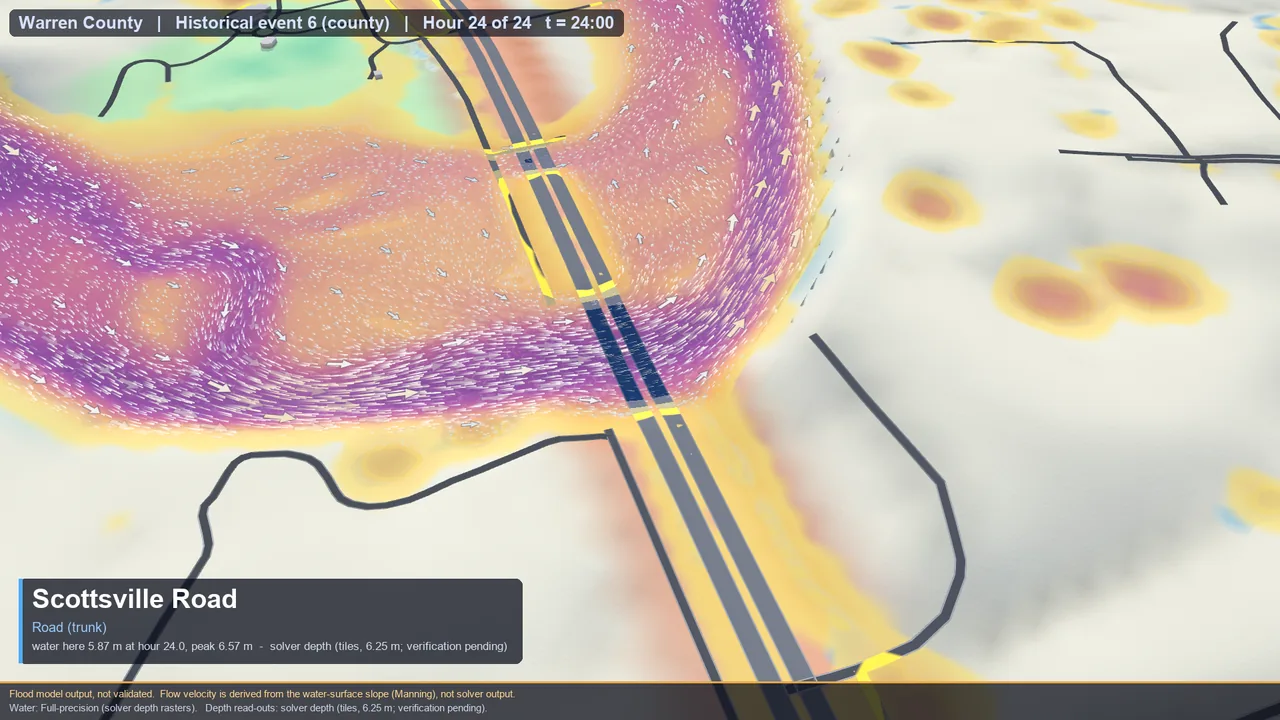 Warren County | Historical event 6 (county) | Hour 24 of 24 t = 24:00
Scottsville Road
Road (trunk)
water here 5.87 m at hour 24.0, peak 6.57 m - solver depth (tiles, 6.25 m; verification pending)
Flood model output, not validated. Flow velocity is derived from the water-surface slope (Manning), not solver output.
Water: Full-precision (solver depth rasters). Depth read-outs: solver depth (tiles, 6.25 m; verification pending).